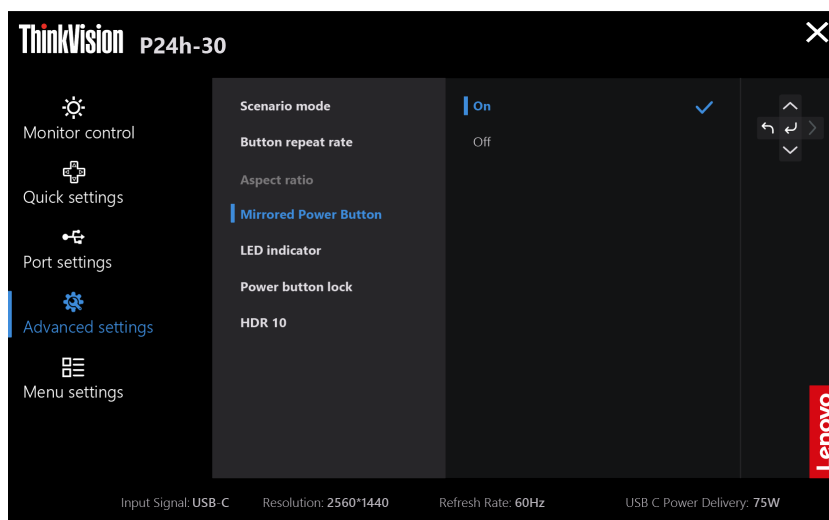 ThinkVision P24h-30
Monitor control
Quick settings
Port settings
Advanced settings
Menu settings
Scenario mode
Button repeat rate
Aspect ratio
Mirrored Power Button
LED indicator
Power button lock
HDR 10
On
Off
Lenovo
Input Signal: USB-C Resolution: 2560*1440 Refresh Rate: 60Hz USB C Power Delivery: 75W